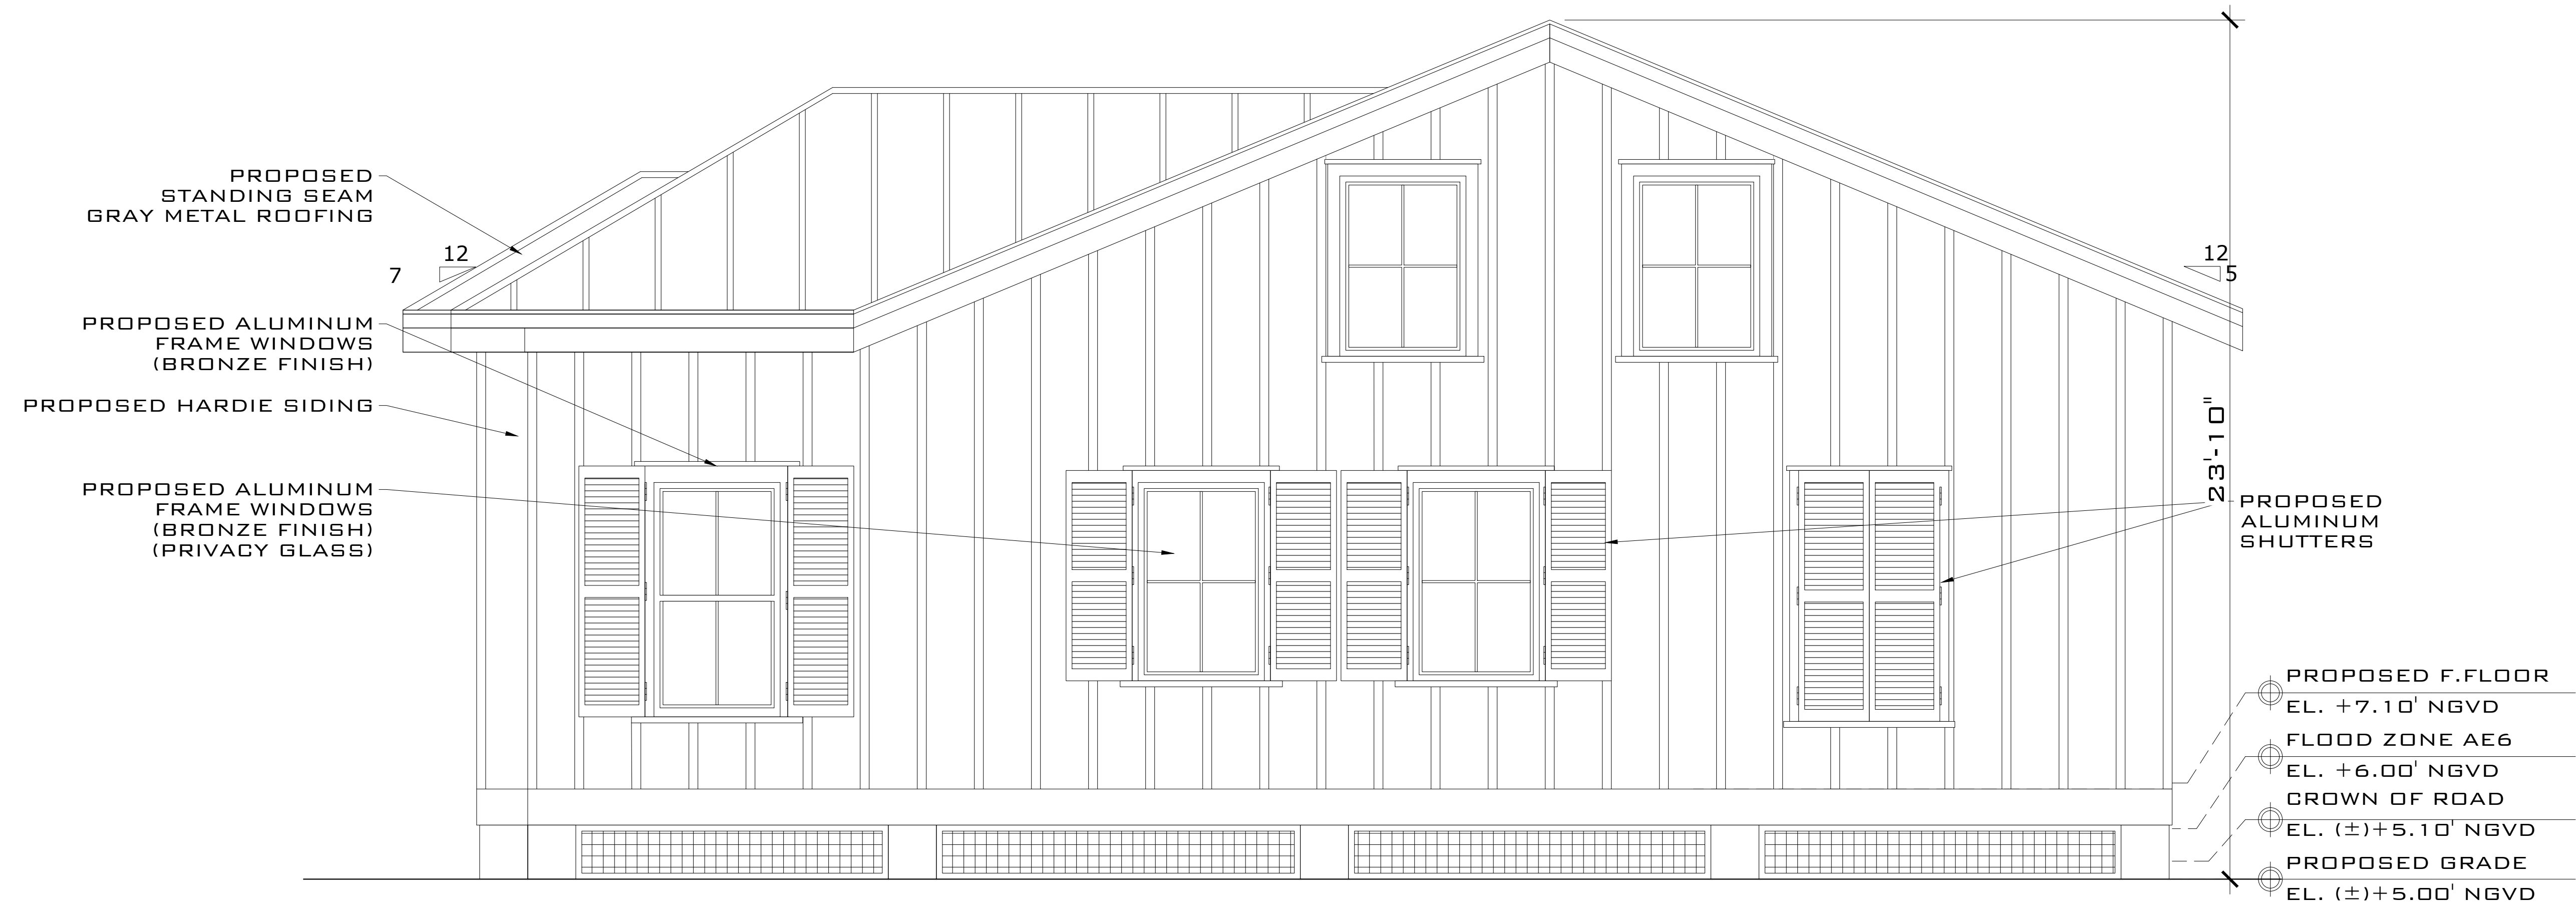 PROPOSED
STANDING SEAM
GRAY METAL ROOFING
12
7
12
5
PROPOSED ALUMINUM
FRAME WINDOWS
(BRONZE FINISH)
PROPOSED HARDIE SIDING
PROPOSED ALUMINUM
FRAME WINDOWS
(BRONZE FINISH)
(PRIVACY GLASS)
23'-10"
PROPOSED
ALUMINUM
SHUTTERS
PROPOSED F.FLOOR
EL. +7.10' NGVD
FLOOD ZONE AE6
EL. +6.00' NGVD
CROWN OF ROAD
EL. (±)+5.10' NGVD
PROPOSED GRADE
EL. (±)+5.00' NGVD